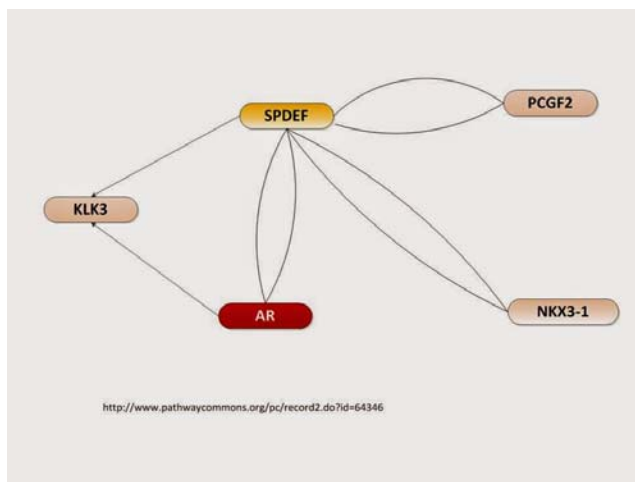 SPDEF
PCGF2
KLK3
AR
NKX3-1
http://www.pathwaycommons.org/pc/record2.do?id=64346